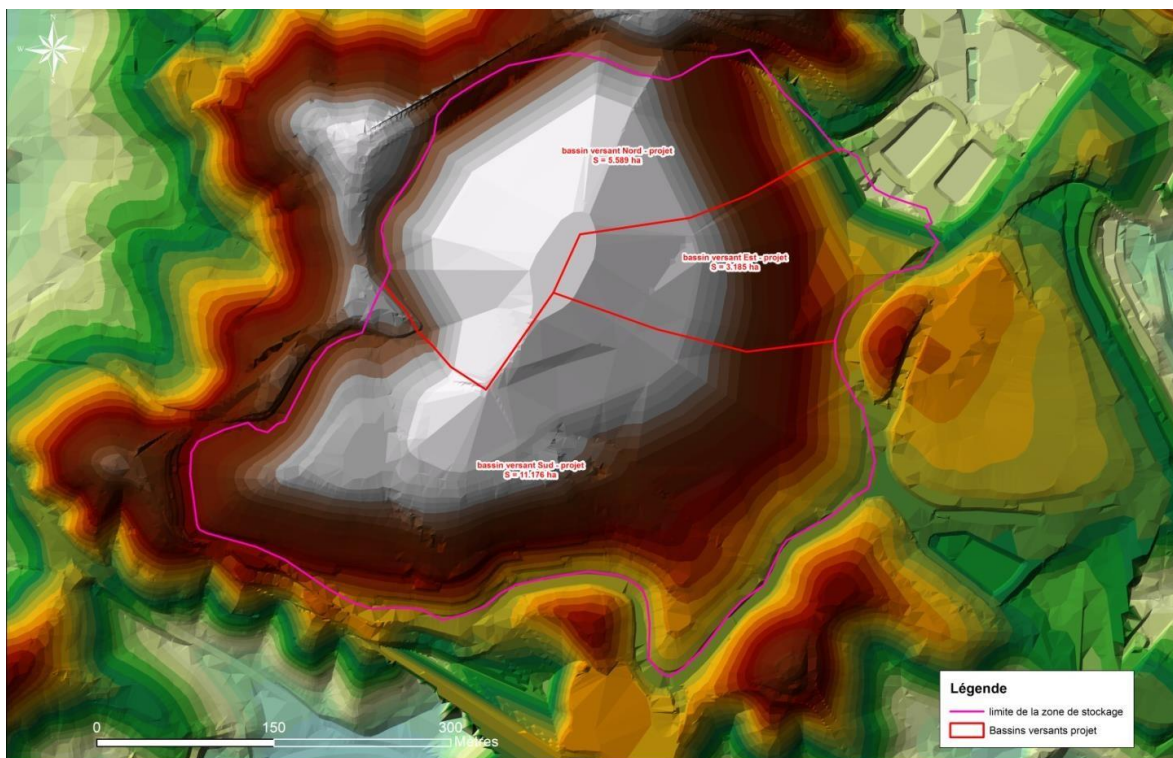 N
W
E
S
bassin versant Nord - projet
S = 5.589 ha
bassin versant Est - projet
S = 3.185 ha
bassin versant Sud - projet
S = 11.176 ha
0 150 300
Mètres
Légende
limite de la zone de stockage
Bassins versants projet